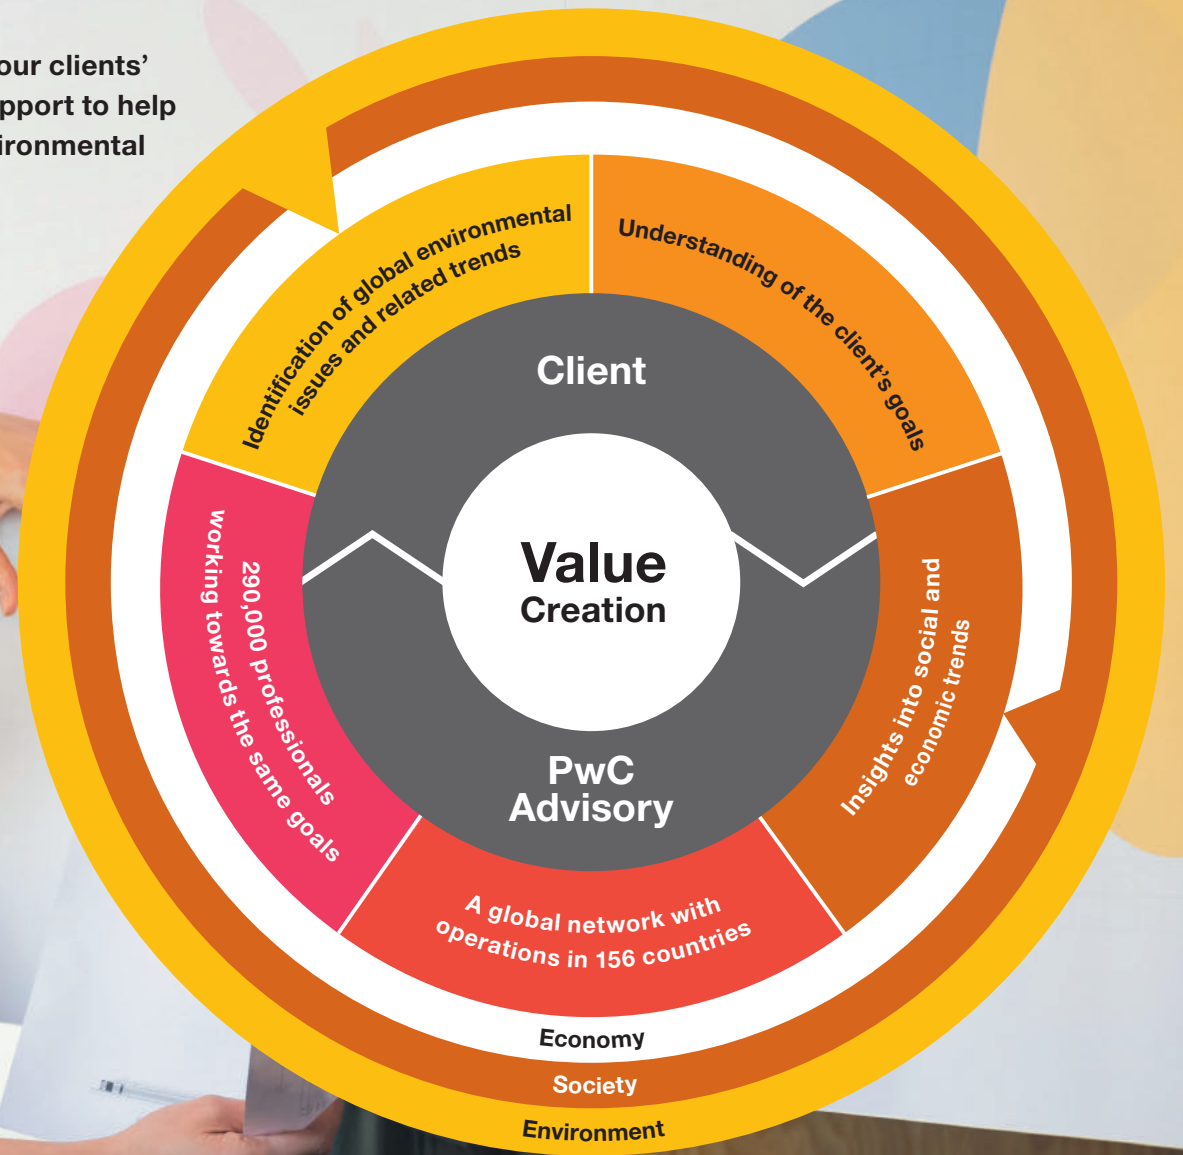 our clients'
pport to help
ironmental
Identification of global environmental
issues and related trends
Understanding of the client's goals
Client
Value
Creation
290,000 professionals
working towards the same goals
Insights into social and
economic trends
PwC
Advisory
A global network with
operations in 156 countries
Economy
Society
Environment